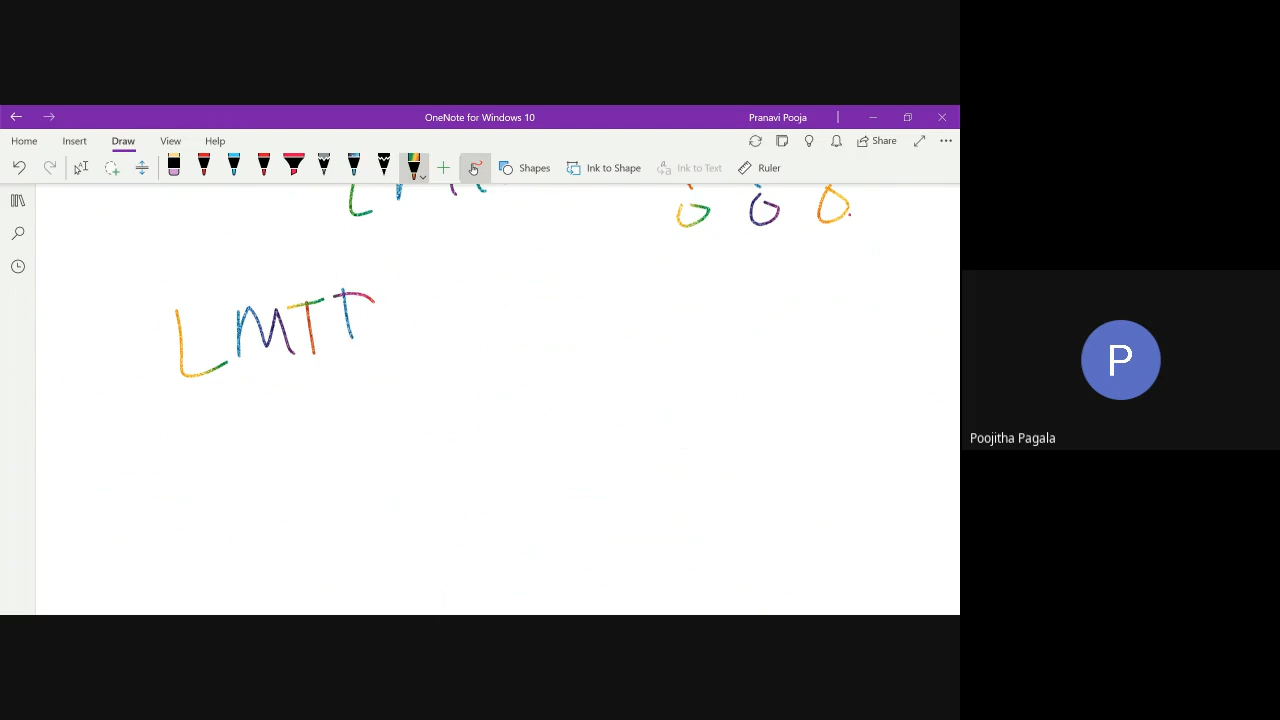 OneNote for Windows 10
Pranavi Pooja
Home Insert Draw View Help
Share
Shapes Ink to Shape Ink to Text Ruler
LMTT
P
Poojitha Pagala